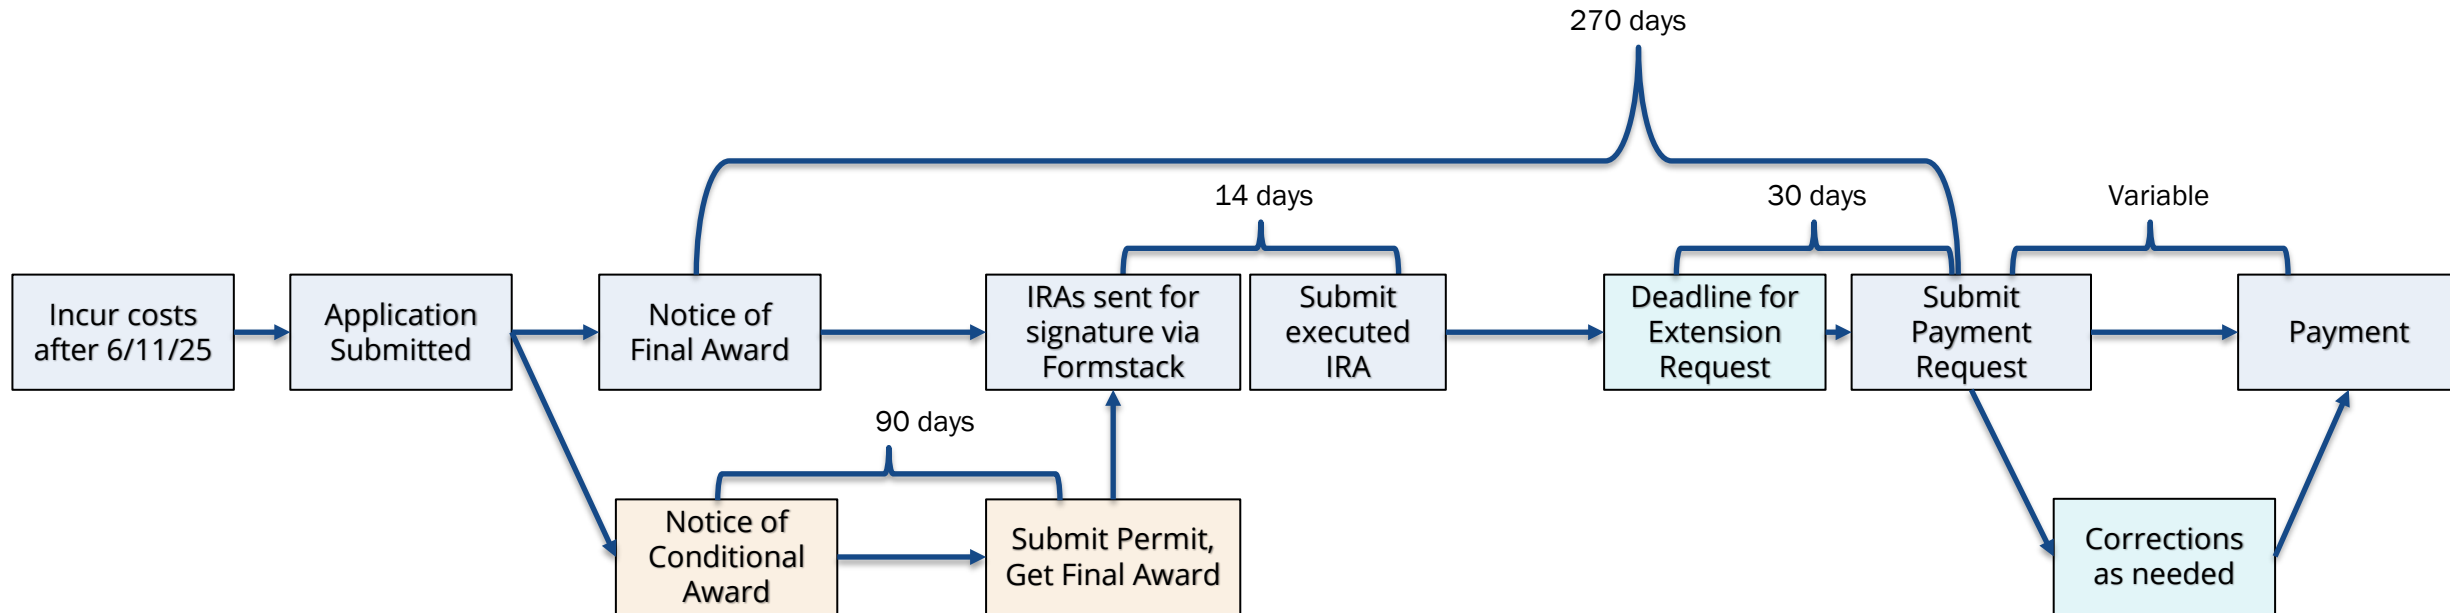 270 days
14 days
30 days
Variable
Incur costs
after 6/11/25
Application
Submitted
Notice of
Final Award
IRAs sent for
signature via
Formstack
Submit
executed
IRA
Deadline for
Extension
Request
Submit
Payment
Request
Payment
90 days
Notice of
Conditional
Award
Submit Permit,
Get Final Award
Corrections
as needed